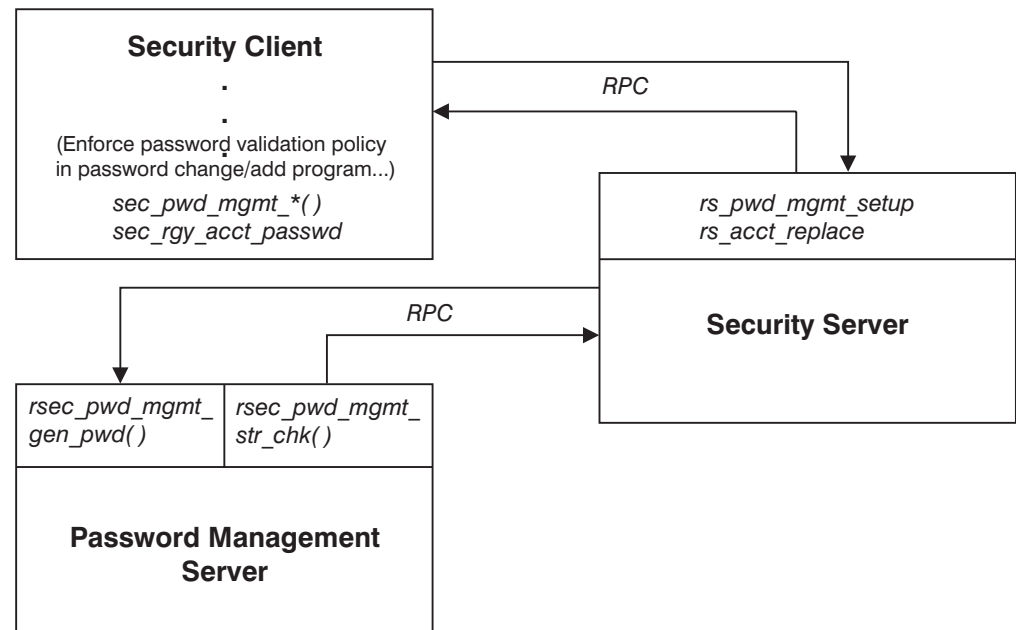 Security Client
.
.
.
(Enforce password validation policy
in password change/add program...)
sec_pwd_mgmt_*( )
sec_rgy_acct_passwd
RPC
rs_pwd_mgmt_setup
rs_acct_replace
Security Server
RPC
rsec_pwd_mgmt_
gen_pwd( )
rsec_pwd_mgmt_
str_chk( )
Password Management
Server